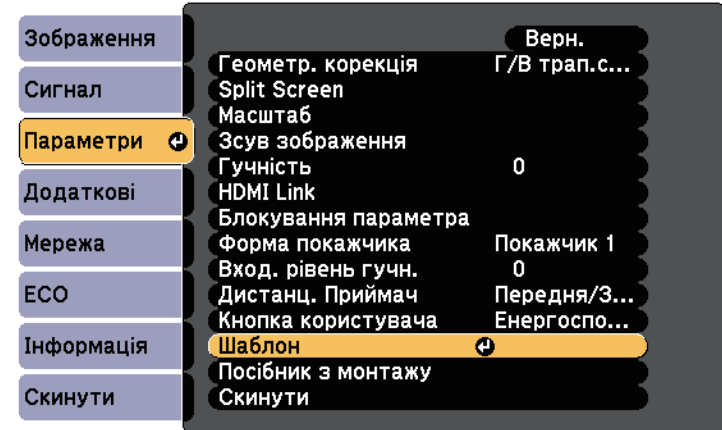 Зображення
Сигнал
Параметри
Додаткові
Мережа
ECO
Інформація
Скинути
Верн.
Геометр. корекція Г/В трап.с...
Split Screen
Масштаб
Зсув зображення
Гучність 0
HDMI Link
Блокування параметра
Форма покажчика Покажчик 1
Вход. рівень гучн. 0
Дистанц. Приймач Передня/З...
Кнопка користувача Енергоспо...
Шаблон
Посібник з монтажу
Скинути